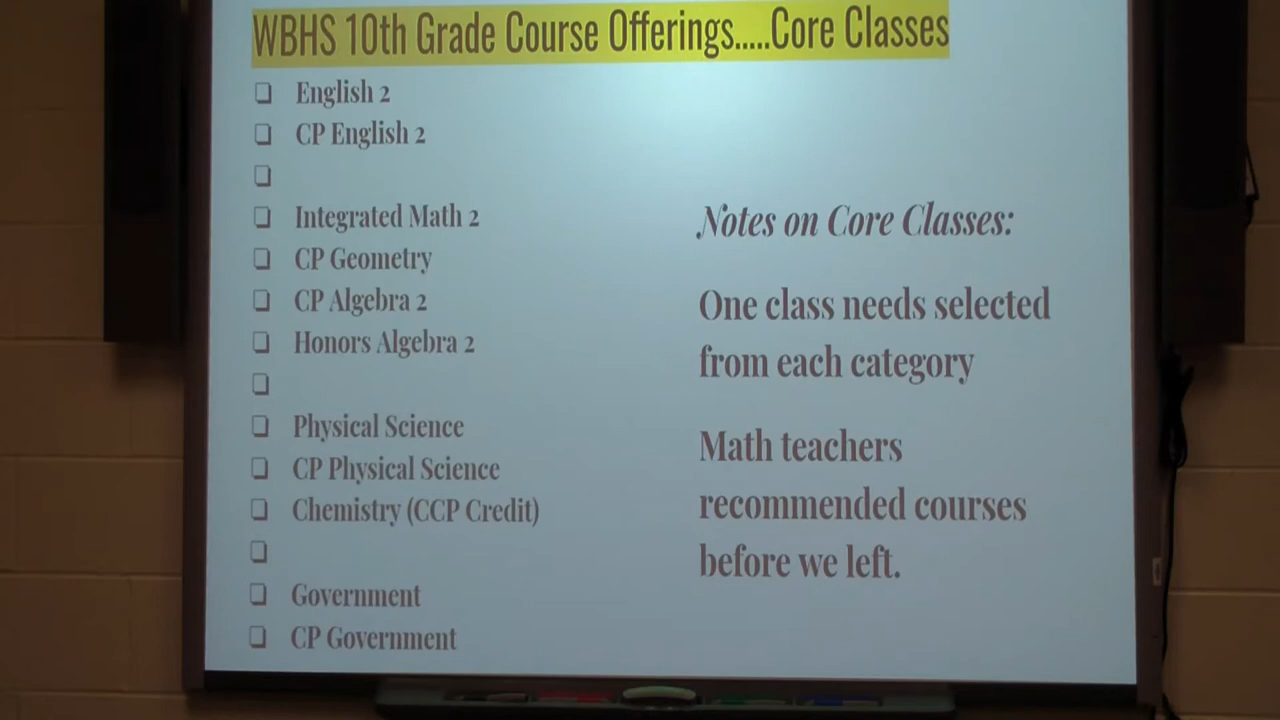 WBHS 10th Grade Course Offerings.....Core Classes
❏ English 2
❏ CP English 2
❏
❏ Integrated Math 2
❏ CP Geometry
❏ CP Algebra 2
❏ Honors Algebra 2
❏
❏ Physical Science
❏ CP Physical Science
❏ Chemistry (CCP Credit)
❏
❏ Government
❏ CP Government
Notes on Core Classes:
One class needs selected
from each category
Math teachers
recommended courses
before we left.